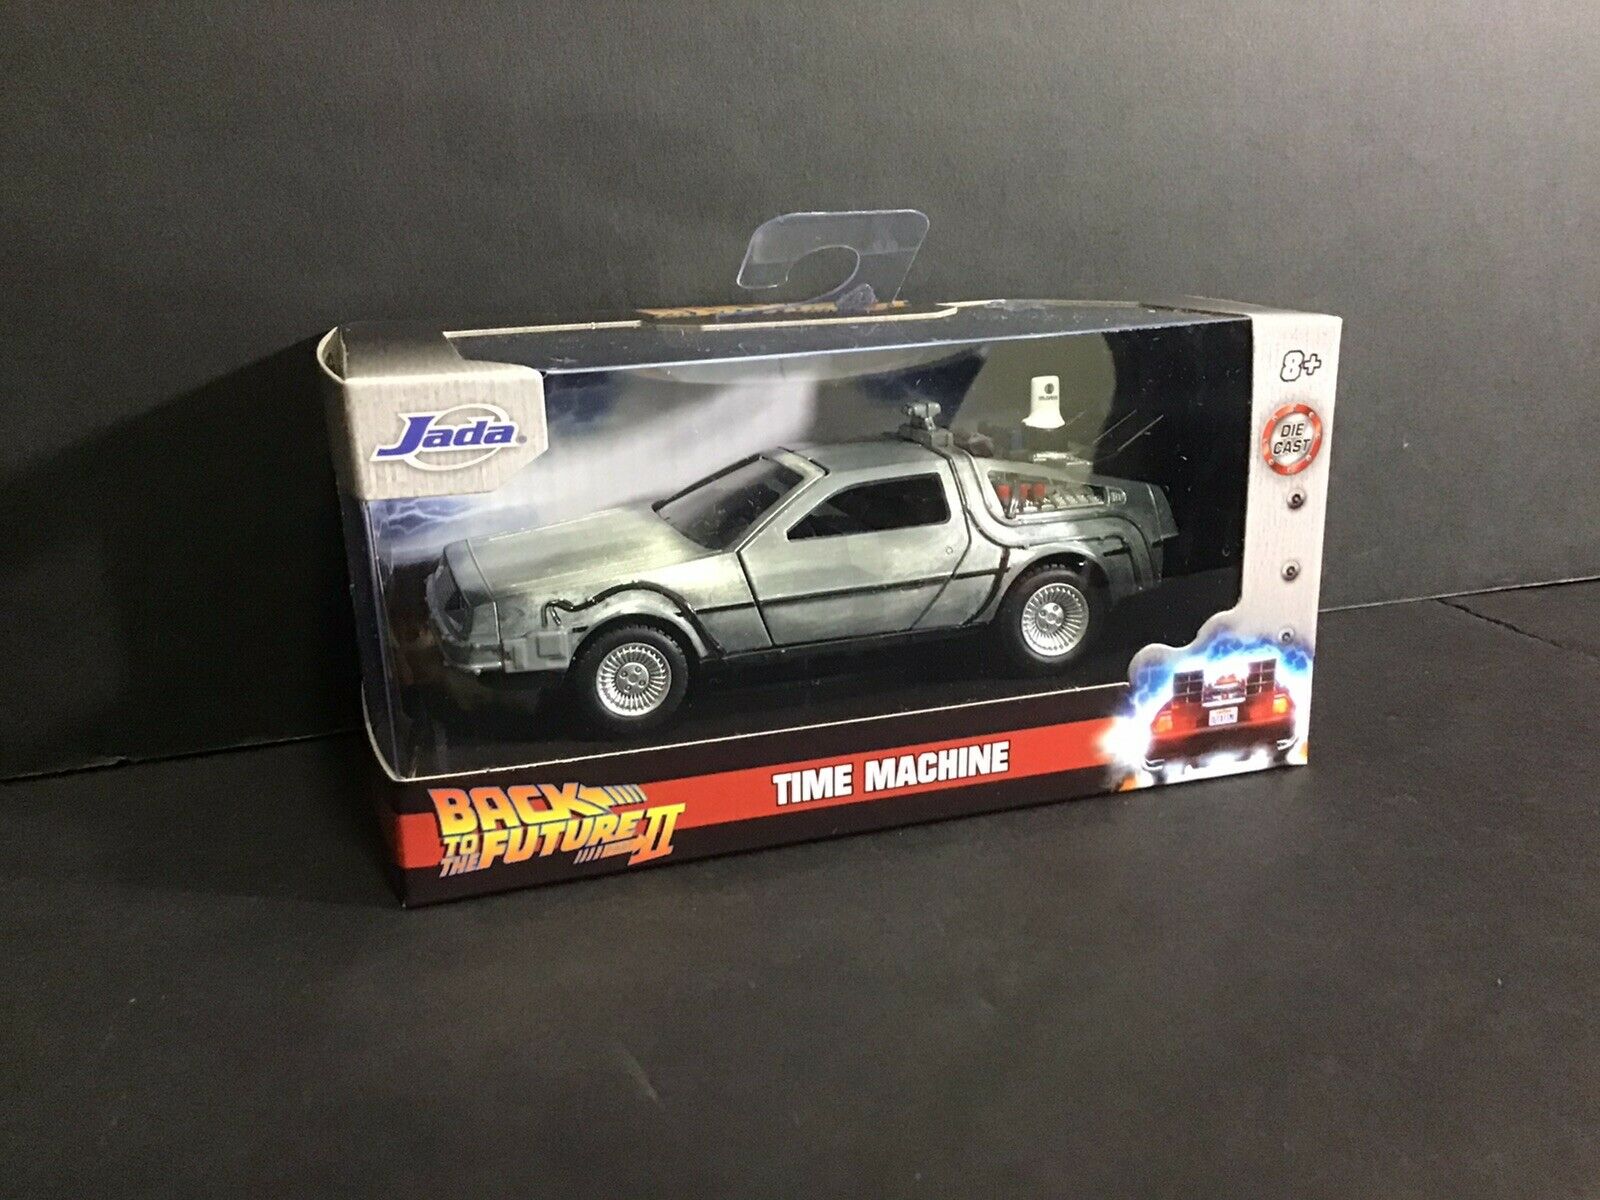 Jada®
8+
DIE
CAST
TIME MACHINE
BACK
TO
THE FUTURE II